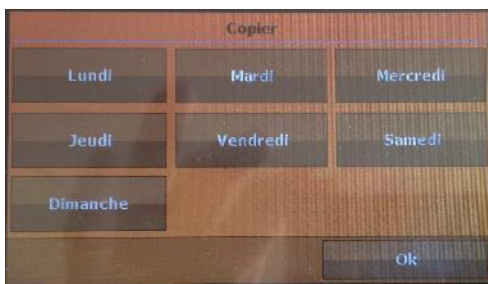 Copier
Lundi Mardi Mercredi
Jeudi Vendredi Samedi
Dimanche
Ok